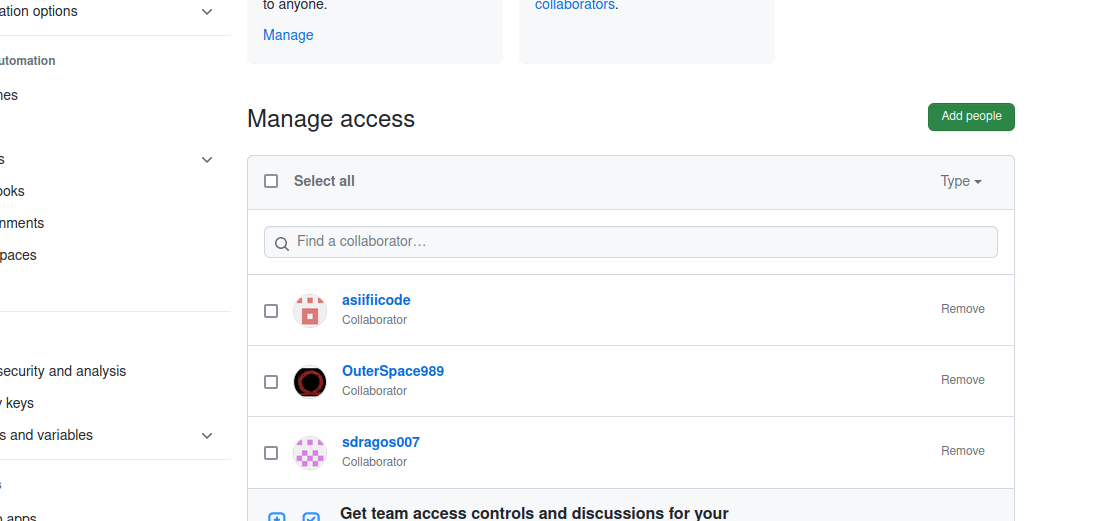 ation options
utomation
nes
s
ooks
nments
paces
security and analysis
y keys
s and variables
s
apps
to anyone.
Manage
collaborators.
Manage access
Add people
Select all
Type
Find a collaborator...
asiifiicode
Collaborator
Remove
OuterSpace989
Collaborator
Remove
sdragos007
Collaborator
Remove
Get team access controls and discussions for your